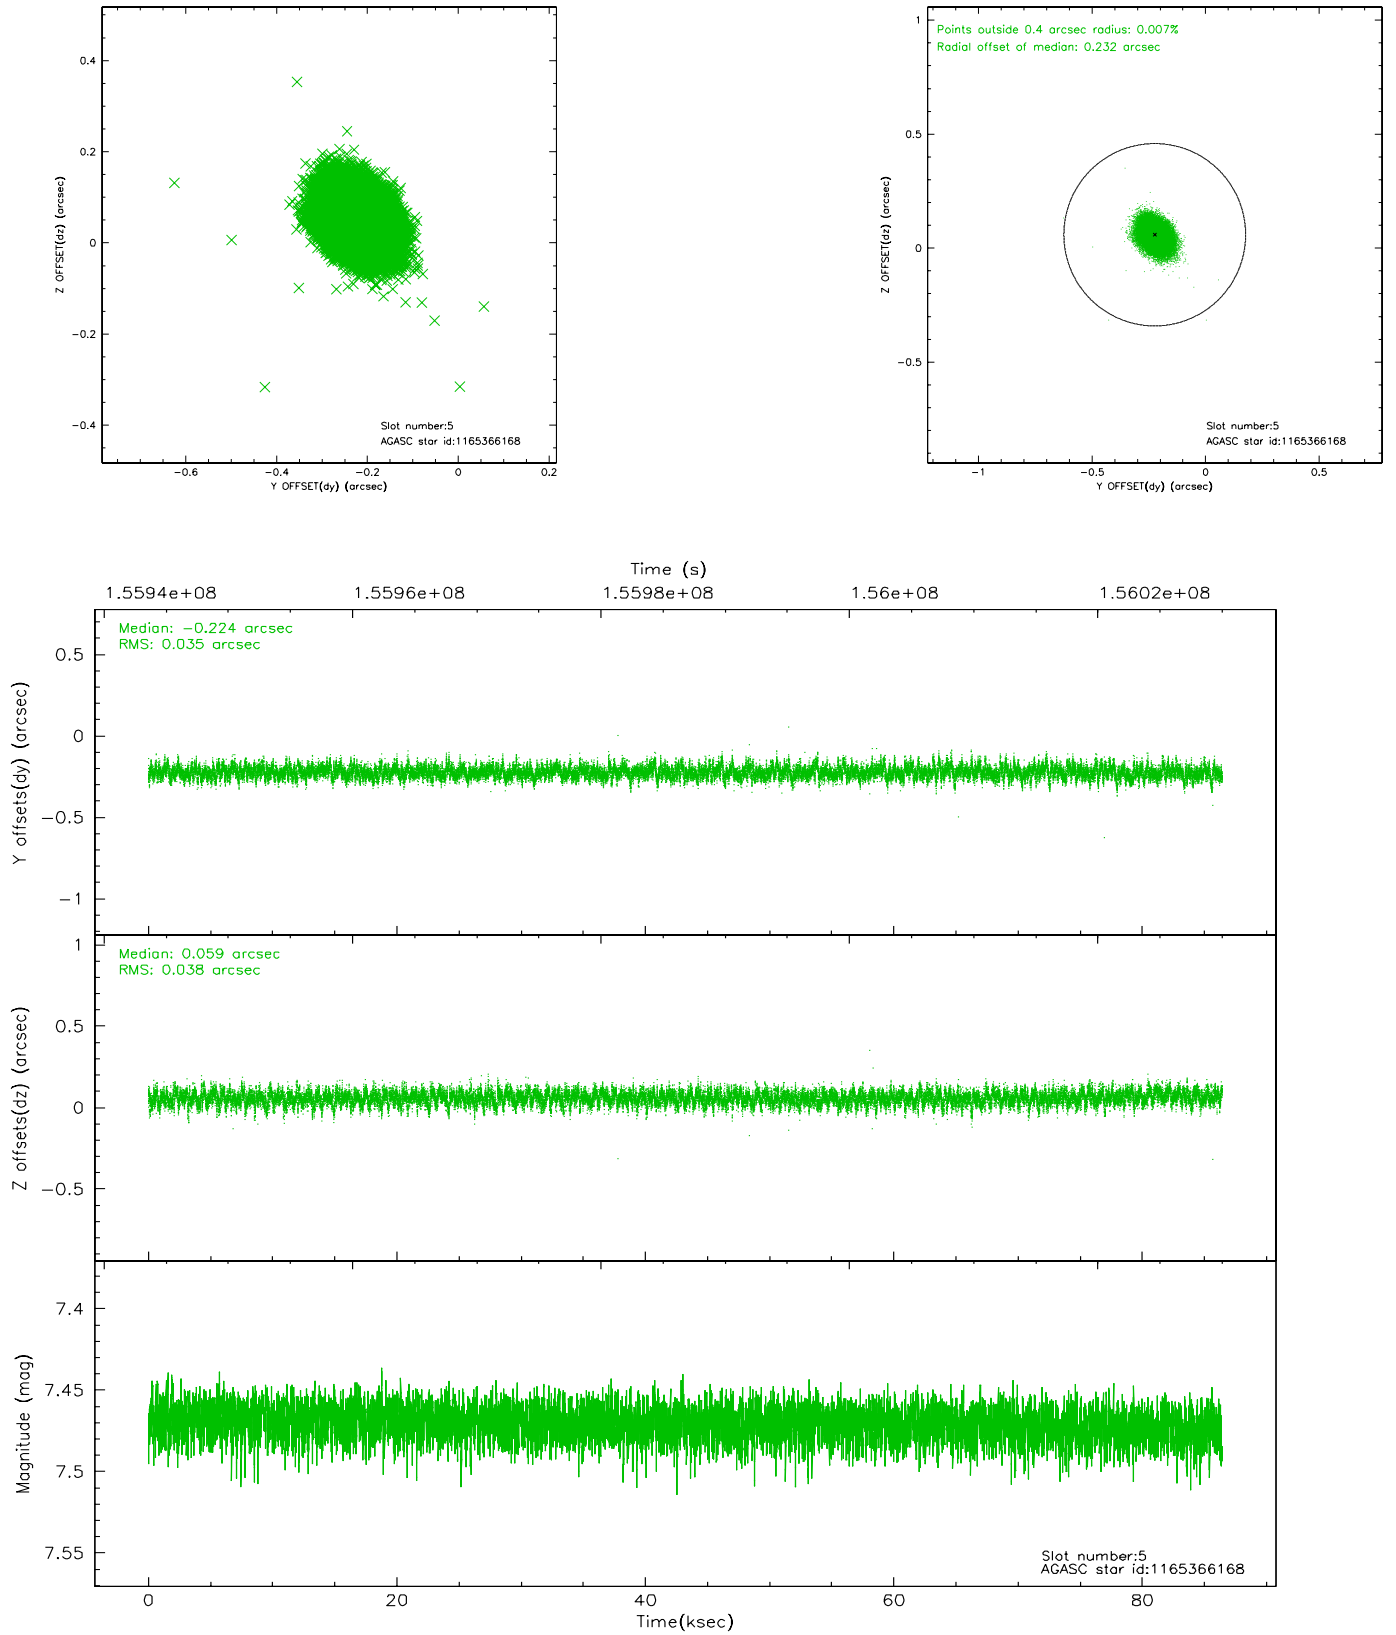 0.4
0.2
0
−0.2
−0.4
Z OFFSET(dz) (arcsec)
−0.6
−0.4
−0.2
0
0.2
Y OFFSET(dy) (arcsec)
Slot number:5
AGASC star id:1165366168
Points outside 0.4 arcsec radius: 0.007%
Radial offset of median: 0.232 arcsec
1
0.5
0
−0.5
Z OFFSET(dz) (arcsec)
−1
−0.5
0
0.5
Y OFFSET(dy) (arcsec)
Slot number:5
AGASC star id:1165366168
Time (s)
1.5594e+08
1.5596e+08
1.5598e+08
1.56e+08
1.5602e+08
Median: −0.224 arcsec
RMS: 0.035 arcsec
0.5
0
−0.5
−1
Y offsets(dy) (arcsec)
Median: 0.059 arcsec
RMS: 0.038 arcsec
1
0.5
0
−0.5
Z offsets(dz) (arcsec)
7.4
7.45
7.5
7.55
Magnitude (mag)
Slot number:5
AGASC star id:1165366168
0
20
40
60
80
Time(ksec)